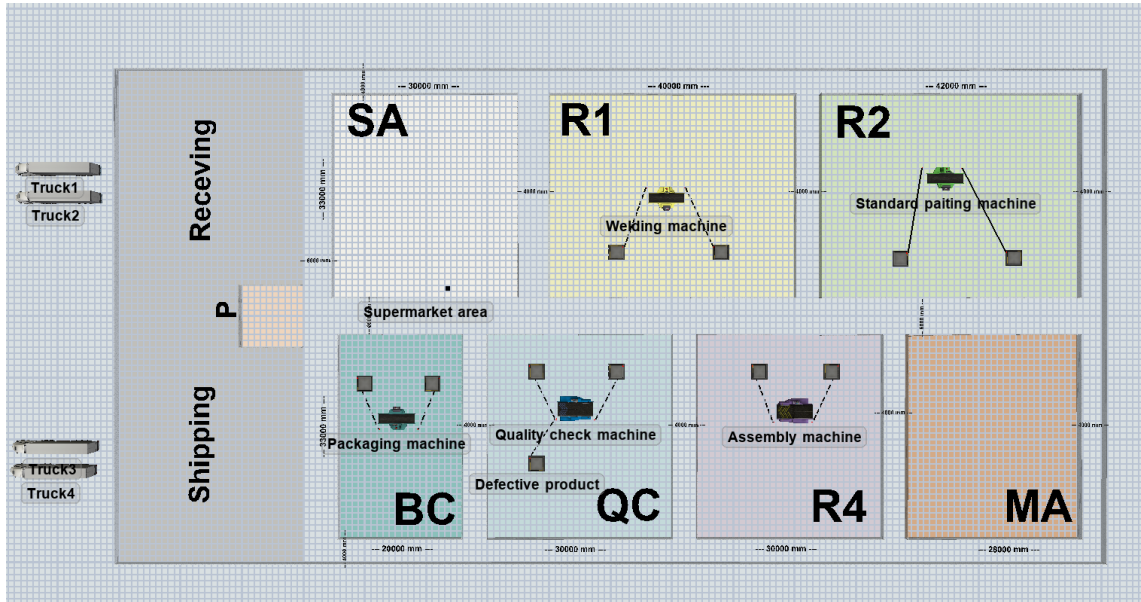 --- 30000 mm ---
--- 40000 mm ---
--- 42000 mm ---
SA
R1
R2
Receving
Truck1
Truck2
--- 33000 mm ---
Welding machine
Standard paiting machine
Supermarket area
P
Shipping
Truck3
Truck4
--- 33000 mm ---
Packaging machine
Quality check machine
Assembly machine
Defective product
BC
QC
R4
MA
--- 20000 mm ---
--- 30000 mm ---
--- 30000 mm ---
--- 28000 mm ---